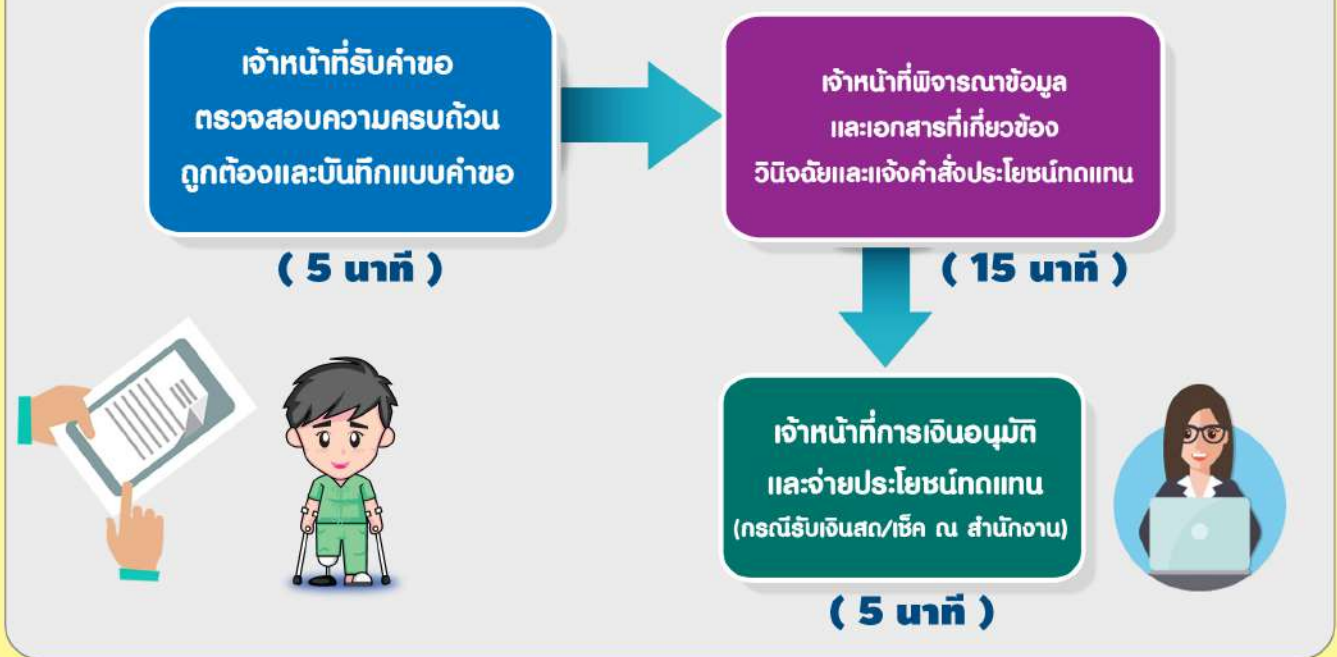 เจ้าหน้าที่รับคำขอ
ตรวจสอบความครบถ้วน
ถูกต้องและบันทึกแบบคำขอ
( 5 นาที )
เจ้าหน้าที่พิจารณาข้อมูล
และเอกสารที่เกี่ยวข้อง
วินิจฉัยและแจ้งคำสั่งประโยชน์ทดแทน
( 15 นาที )
เจ้าหน้าที่การเงินอนุมัติ
และจ่ายประโยชน์ทดแทน
(กรณีรับเงินสด/เช็ค ณ สำนักงาน)
( 5 นาที )